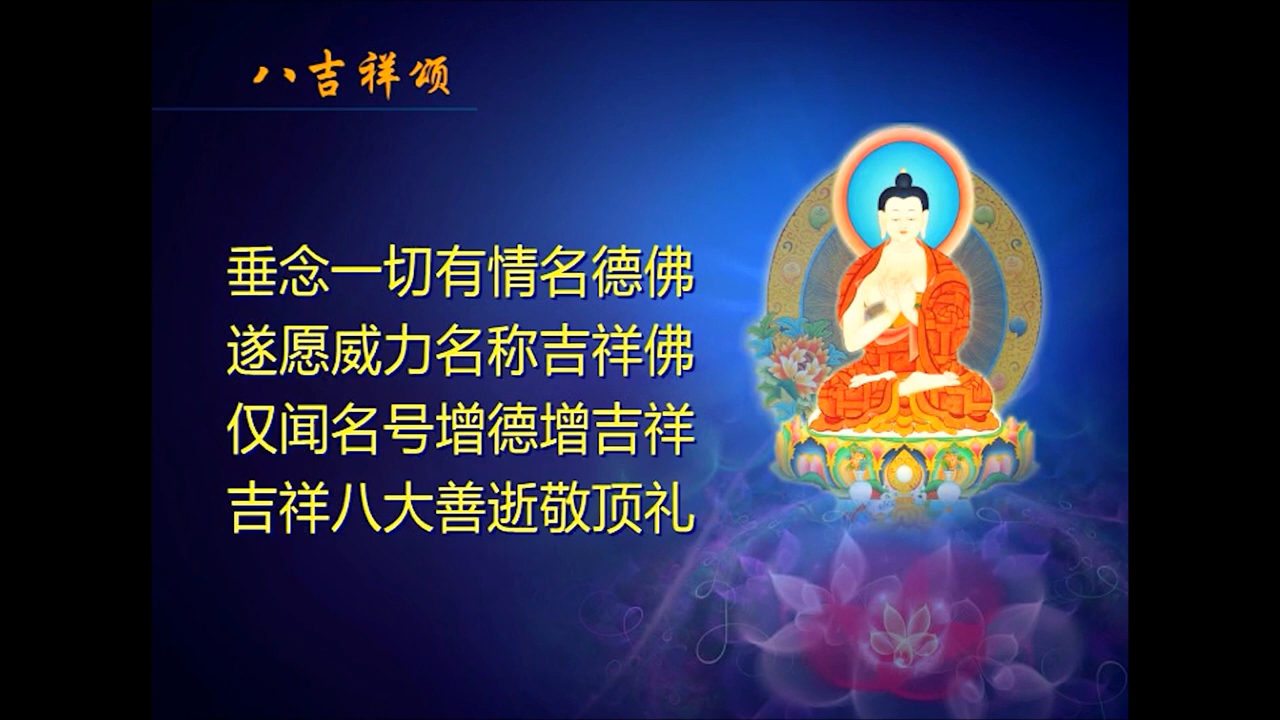 八吉祥颂
垂念一切有情名德佛
遂愿威力名称吉祥佛
仅闻名号增德增吉祥
吉祥八大善逝敬顶礼